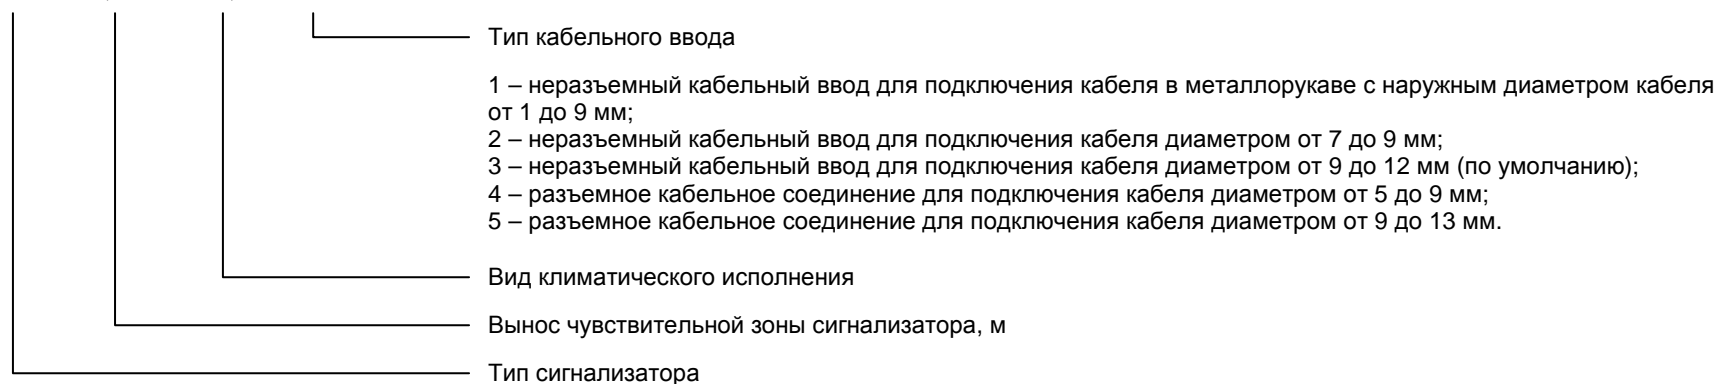 Тип кабельного ввода
1 – неразъемный кабельный ввод для подключения кабеля в металлорукаве с наружным диаметром кабеля
от 1 до 9 мм;
2 – неразъемный кабельный ввод для подключения кабеля диаметром от 7 до 9 мм;
3 – неразъемный кабельный ввод для подключения кабеля диаметром от 9 до 12 мм (по умолчанию);
4 – разъемное кабельное соединение для подключения кабеля диаметром от 5 до 9 мм;
5 – разъемное кабельное соединение для подключения кабеля диаметром от 9 до 13 мм.
Вид климатического исполнения
Вынос чувствительной зоны сигнализатора, м
Тип сигнализатора